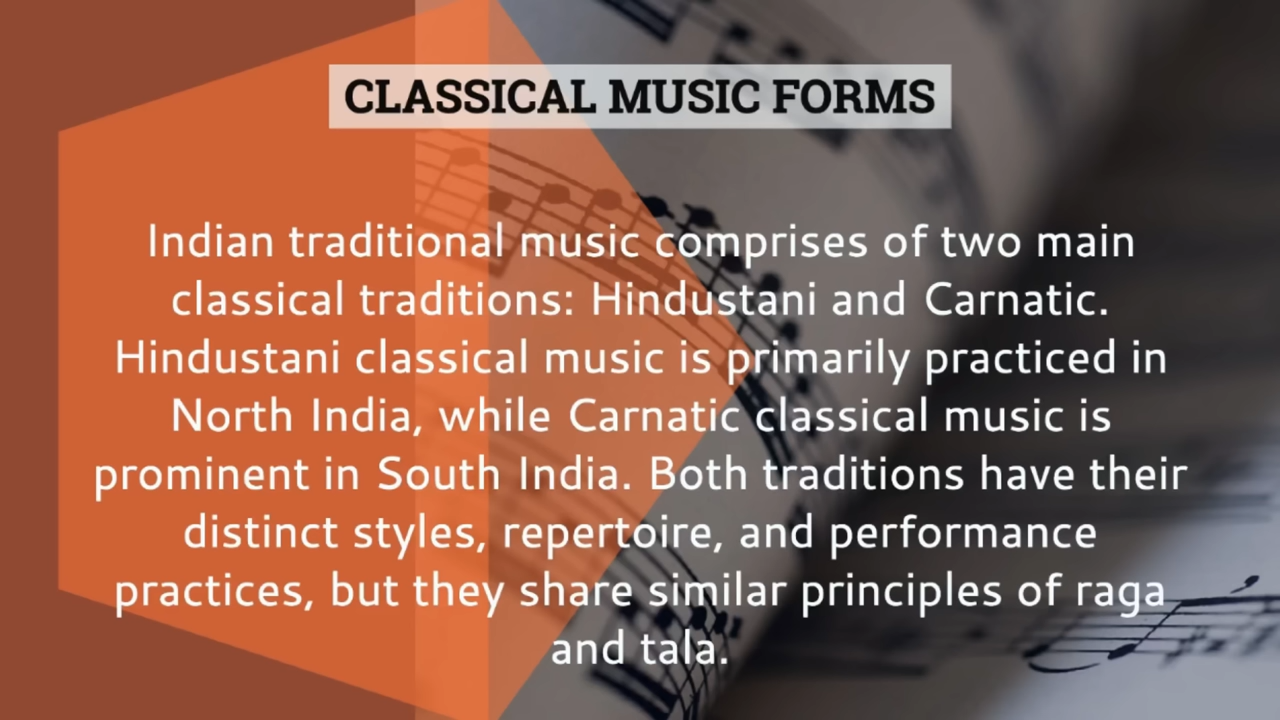 CLASSICAL MUSIC FORMS
Indian traditional music comprises of two main
classical traditions: Hindustani and Carnatic.
Hindustani classical music is primarily practiced in
North India, while Carnatic classical music is
prominent in South India. Both traditions have their
distinct styles, repertoire, and performance
practices, but they share similar principles of raga
and tala.